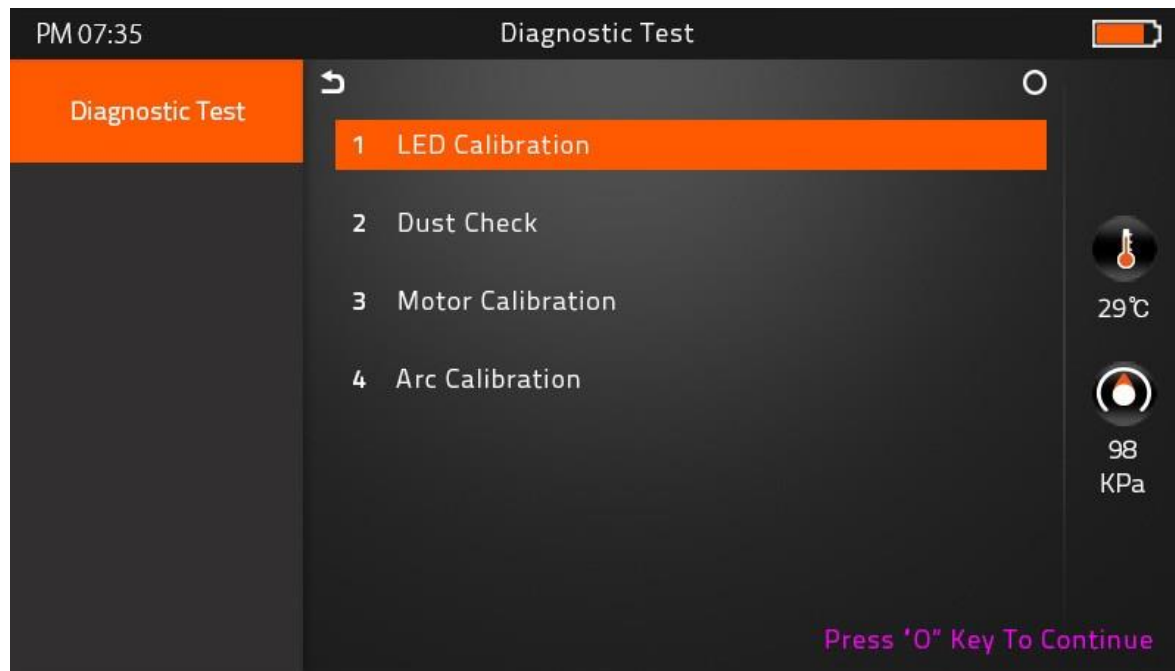 PM 07:35
Diagnostic Test
Diagnostic Test
1 LED Calibration
2 Dust Check
3 Motor Calibration
4 Arc Calibration
29℃
98
KPa
Press "O" Key To Continue